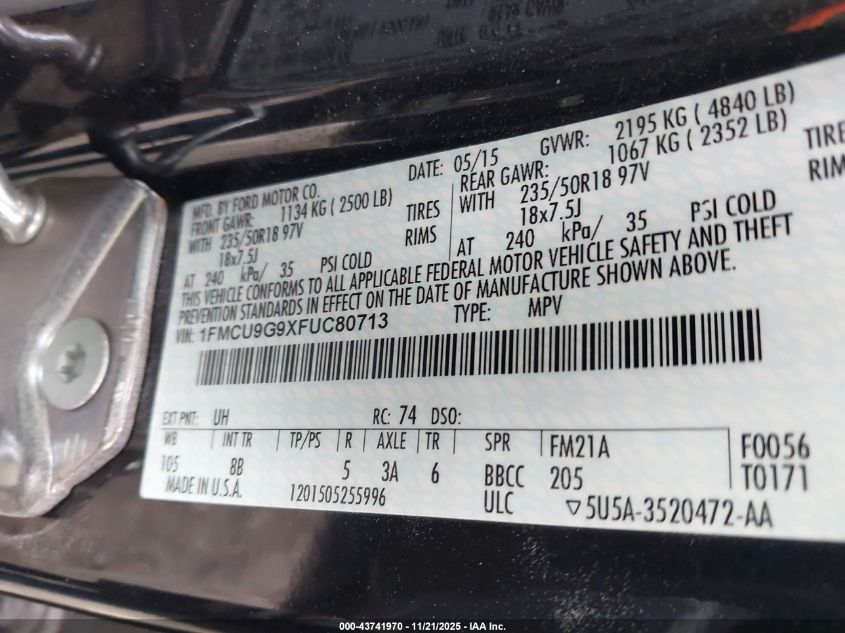 MFD. BY FORD MOTOR CO.
DATE: 05/15
GVWR: 2195 KG ( 4840 LB)
FRONT GAWR: 1134 KG ( 2500 LB)
REAR GAWR: 1067 KG ( 2352 LB)
WITH 235/50R18 97V TIRES
WITH 235/50R18 97V TIRES
18x7.5J RIMS
18x7.5J RIMS
AT 240 kPa/ 35 PSI COLD
AT 240 kPa/ 35 PSI COLD
THIS VEHICLE CONFORMS TO ALL APPLICABLE FEDERAL MOTOR VEHICLE SAFETY AND THEFT
PREVENTION STANDARDS IN EFFECT ON THE DATE OF MANUFACTURE SHOWN ABOVE.
VIN: 1FMCU9G9XFUC80713
TYPE: MPV
EXT PNT: UH RC: 74 DSO:
WB INT TR TP/PS R AXLE TR SPR FM21A F0056
105 8B 5 3A 6 BBCC 205 T0171
MADE IN U.S.A. 1201505255996 ULC 5U5A-3520472-AA
000-43741970 - 11/21/2025 - IAA Inc.